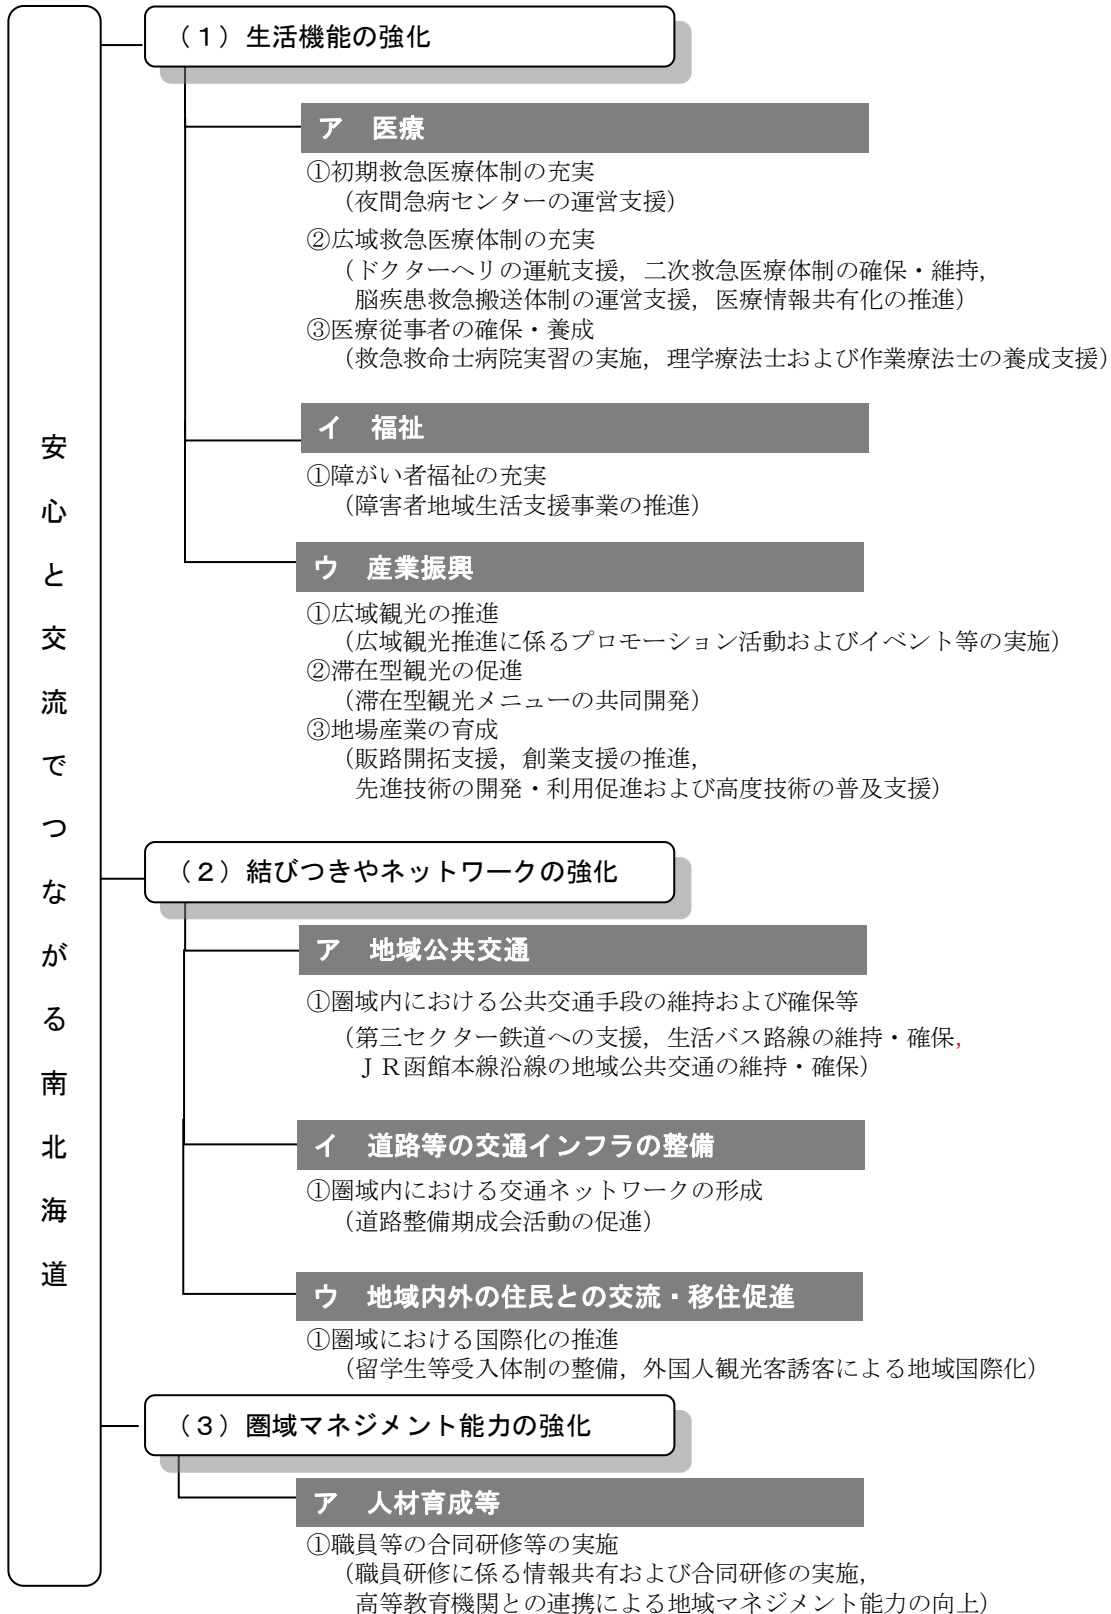 安心と交流でつながる南北海道
（１）生活機能の強化
ア　医療
①初期救急医療体制の充実
（夜間急病センターの運営支援）
②広域救急医療体制の充実
（ドクターヘリの運航支援，二次救急医療体制の確保・維持，
脳疾患救急搬送体制の運営支援，医療情報共有化の推進）
③医療従事者の確保・養成
（救急救命士病院実習の実施，理学療法士および作業療法士の養成支援）
イ　福祉
①障がい者福祉の充実
（障害者地域生活支援事業の推進）
ウ　産業振興
①広域観光の推進
（広域観光推進に係るプロモーション活動およびイベント等の実施）
②滞在型観光の促進
（滞在型観光メニューの共同開発）
③地場産業の育成
（販路開拓支援，創業支援の推進，
先進技術の開発・利用促進および高度技術の普及支援）
（２）結びつきやネットワークの強化
ア　地域公共交通
①圏域内における公共交通手段の維持および確保等
（第三セクター鉄道への支援，生活バス路線の維持・確保，
ＪＲ函館本線沿線の地域公共交通の維持・確保）
イ　道路等の交通インフラの整備
①圏域内における交通ネットワークの形成
（道路整備期成会活動の促進）
ウ　地域内外の住民との交流・移住促進
①圏域における国際化の推進
（留学生等受入体制の整備，外国人観光客誘客による地域国際化）
（３）圏域マネジメント能力の強化
ア　人材育成等
①職員等の合同研修等の実施
（職員研修に係る情報共有および合同研修の実施，
高等教育機関との連携による地域マネジメント能力の向上）